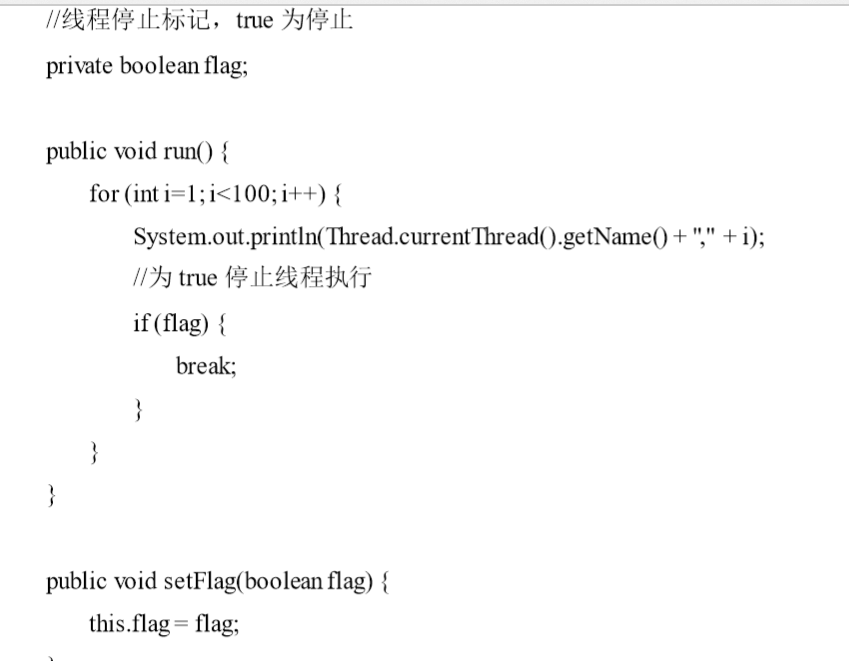 //线程停止标记，true 为停止
private boolean flag;
public void run() {
for (int i=1; i<100; i++) {
System.out.println(Thread.currentThread().getName() + "," + i);
//为 true 停止线程执行
if (flag) {
break;
}
}
}
public void setFlag(boolean flag) {
this.flag = flag;